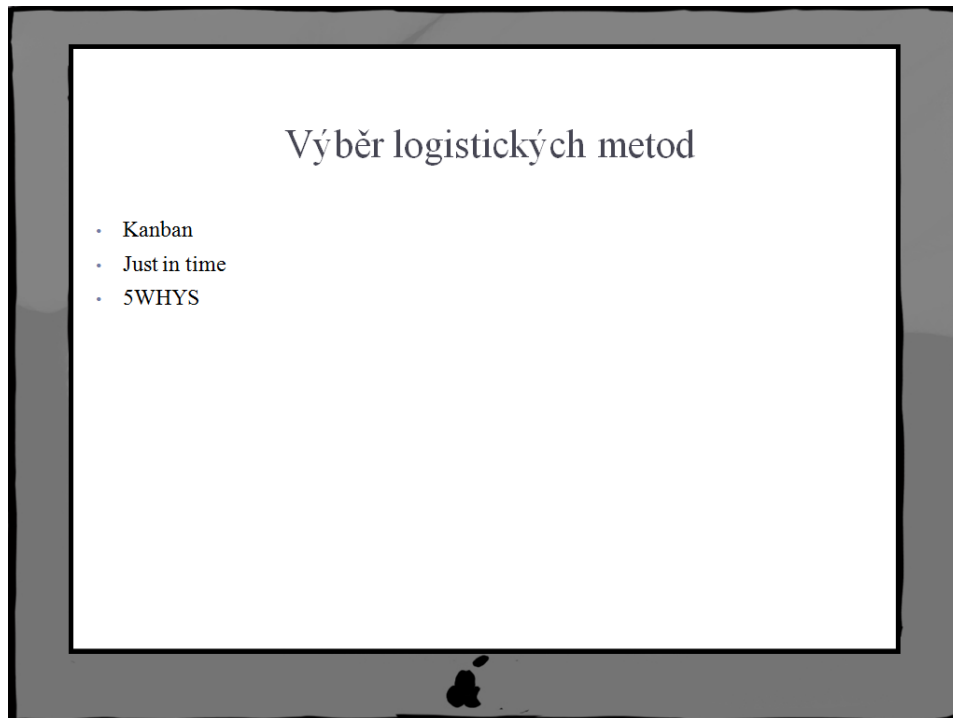 Výběr logistických metod
• Kanban
• Just in time
• 5WHYS